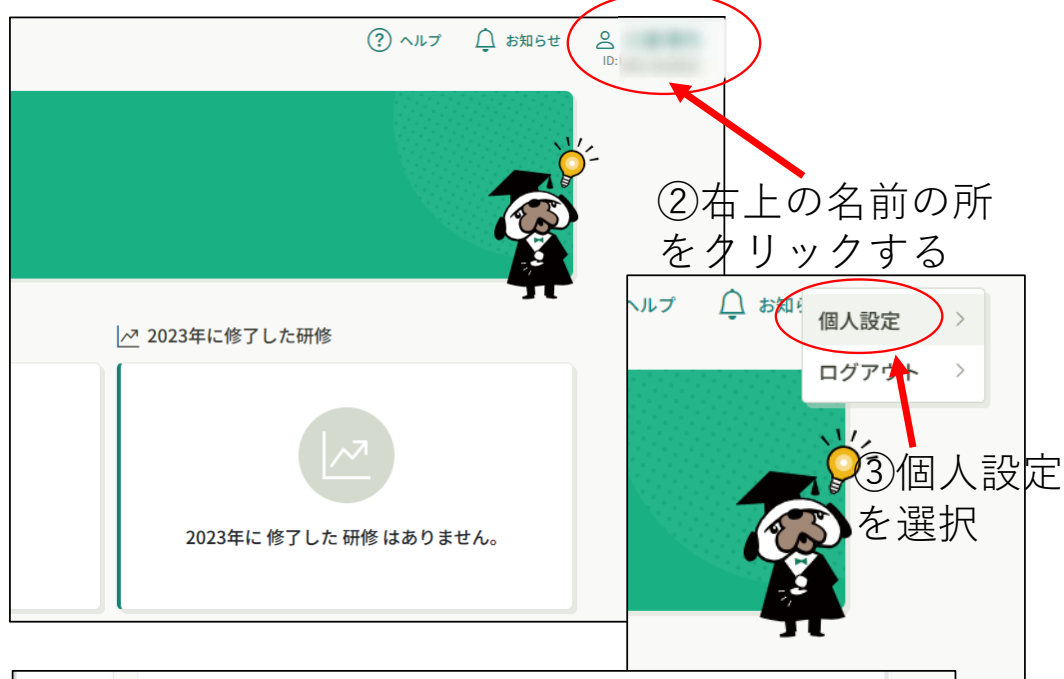 ヘルプ お知らせ
ID:
②右上の名前の所
をクリックする
2023年に修了した研修
2023年に 修了した 研修 はありません。
ヘルプ お知ら
個人設定
ログアウト
③個人設定
を選択